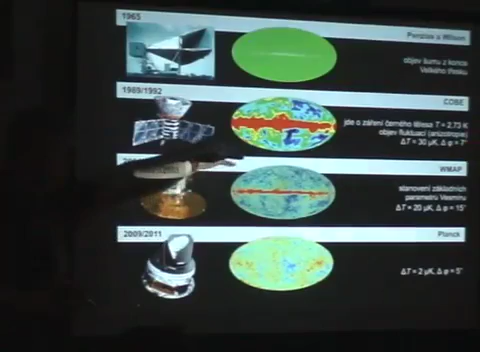 1965
Penzias a Wilson
objev šumu z konce
Velkého třesku
1989/1992
COBE
jde o záření černého tělesa T = 2.73 K
objev fluktuací (anizotropie)
ΔT = 30 μK, Δ φ = 7°
WMAP
stanovení základních
parametrů Vesmíru
ΔT = 20 μK, Δ φ = 15'
2009/2011
Planck
ΔT = 2 μK, Δ φ = 5'